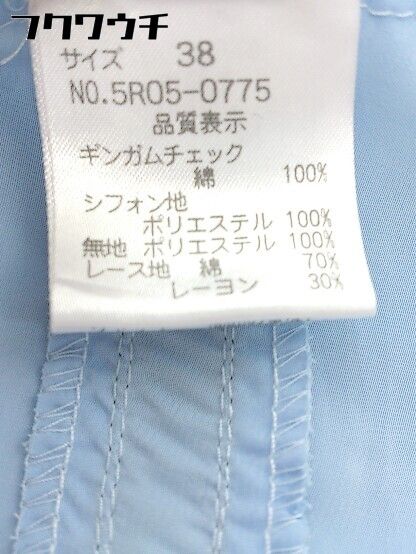 フクワウチ
サイズ 38
NO.5R05-0775
品質表示
ギンガムチェック
綿 100%
シフォン地
ポリエステル 100%
無地 ポリエステル 100%
レース地 綿 70%
レーヨン 30%